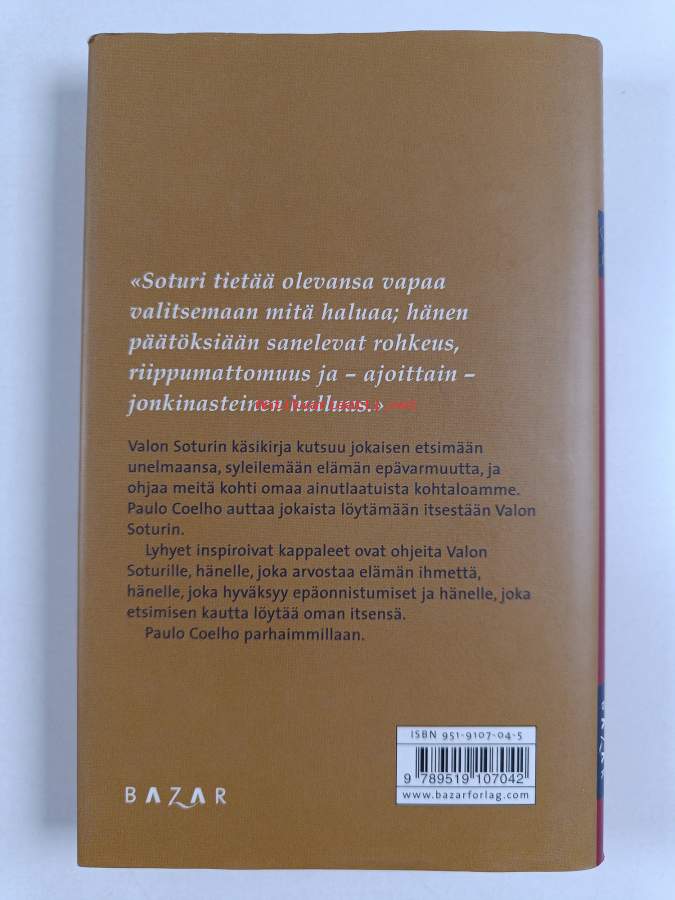 «Soturi tietää olevansa vapaa
valitsemaan mitä haluaa; hänen
päätöksiään sanelevat rohkeus,
riippumattomuus ja – ajoittain –
jonkinasteinen hulluus.»
Valon Soturin käsikirja kutsuu jokaisen etsimään
unelmaansa, syleilemään elämän epävarmuutta, ja
ohjaa meitä kohti omaa ainutlaatuista kohtaloamme.
Paulo Coelho auttaa jokaista löytämään itsestään Valon
Soturin.
Lyhyet inspiroivat kappaleet ovat ohjeita Valon
Soturille, hänelle, joka arvostaa elämän ihmettä,
hänelle, joka hyväksyy epäonnistumiset ja hänelle, joka
etsimisen kautta löytää oman itsensä.
Paulo Coelho parhaimmillaan.
ISBN 951-9107-04-5
9 789519 107042
www.bazarforlag.com
BAZAR
BAZAR